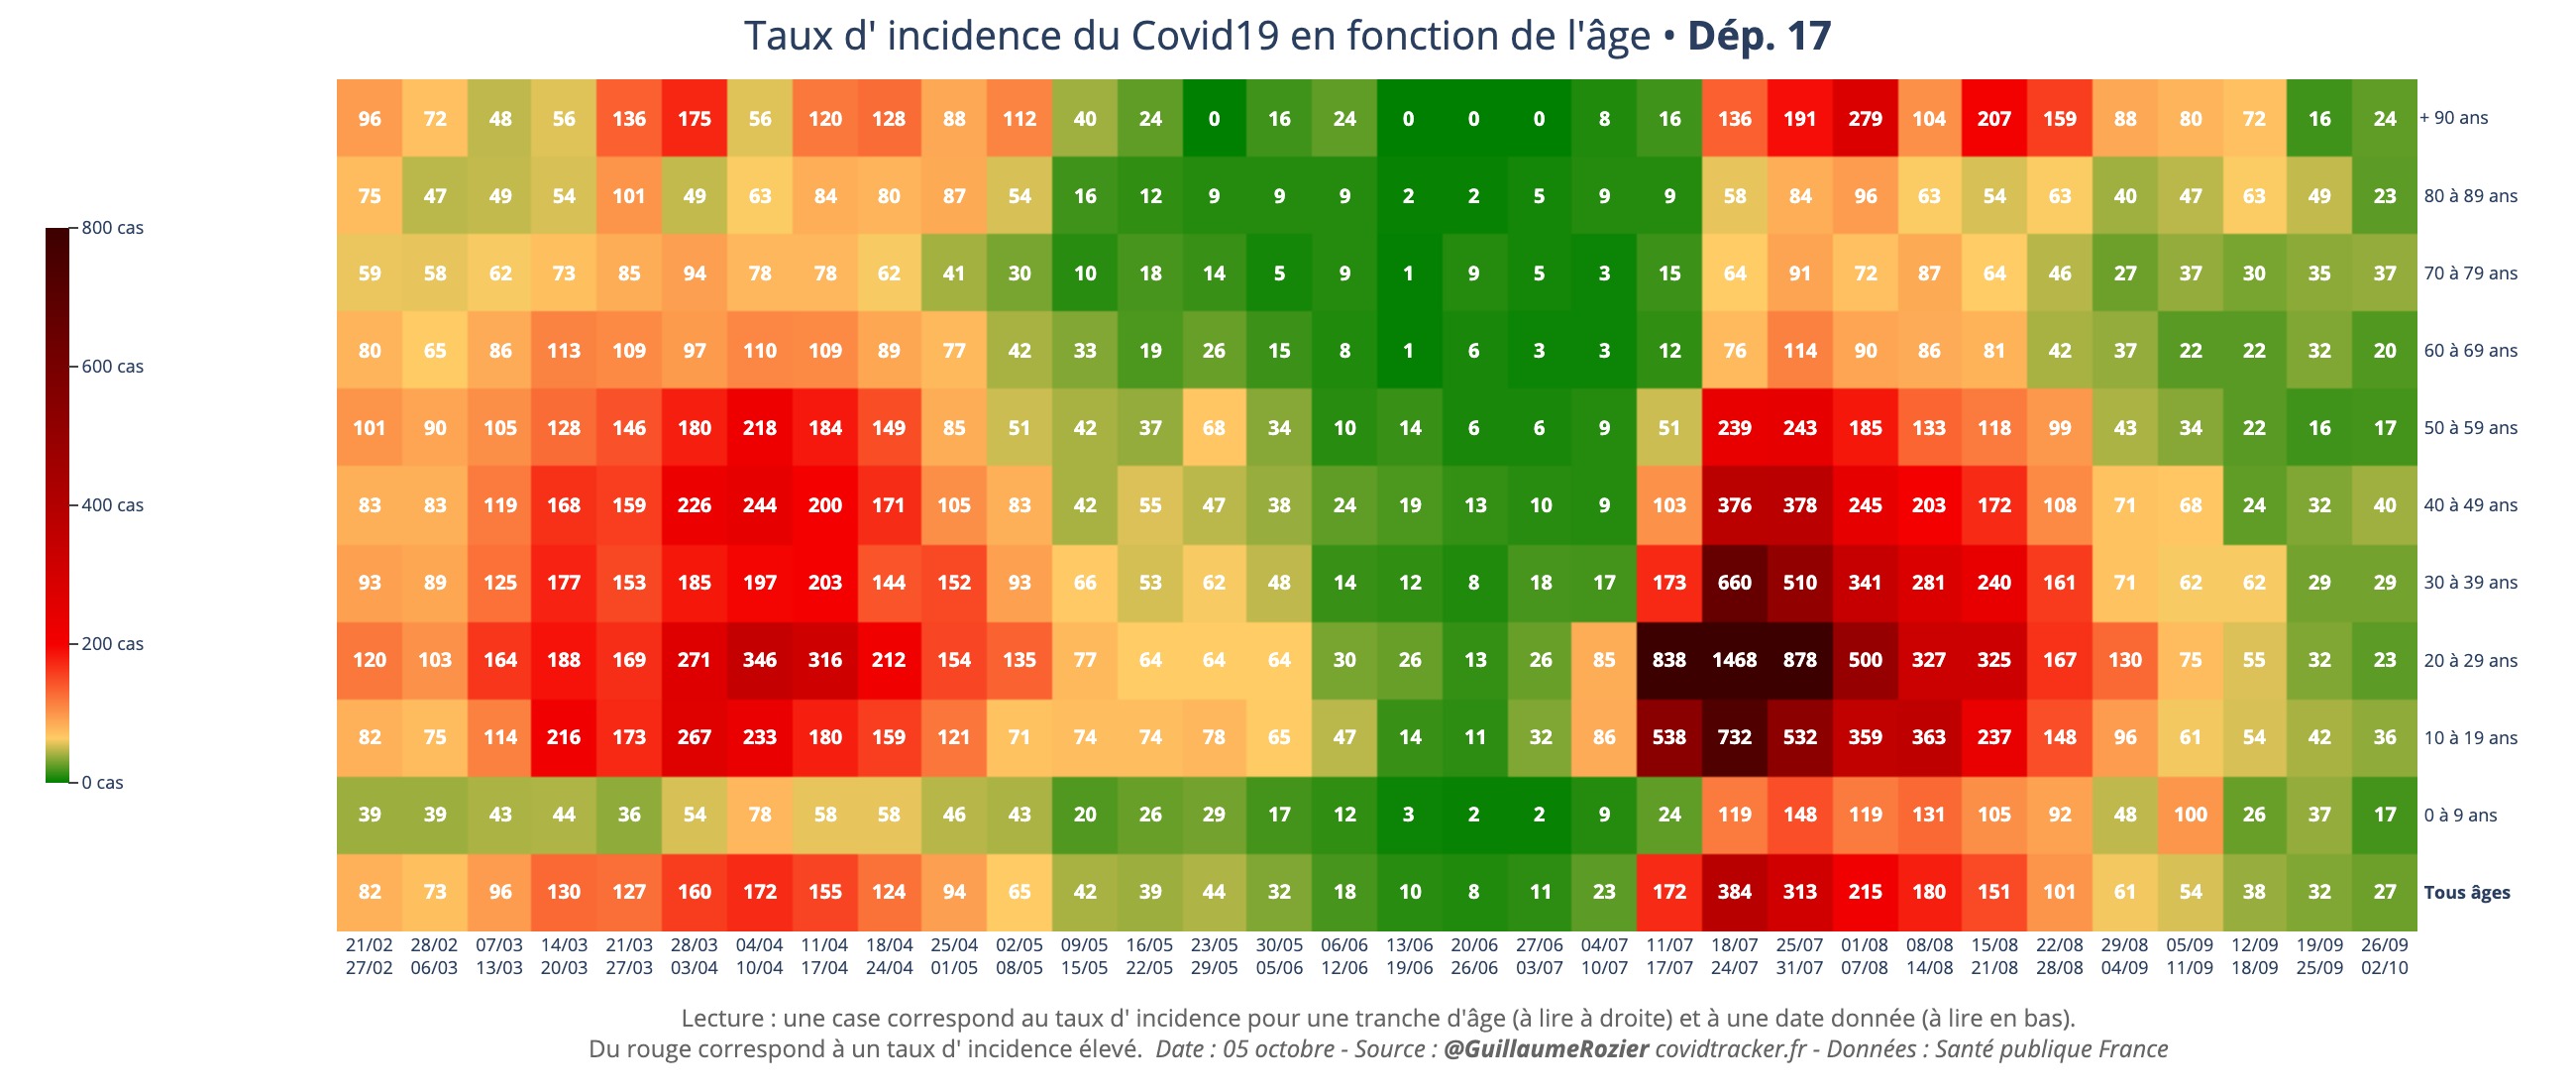 Taux d' incidence du Covid19 en fonction de l'âge • Dép. 17
96 72 48 56 136 175 56 120 128 88 112 40 24 0 16 24 0 0 0 8 16 136 191 279 104 207 159 88 80 72 16 24 + 90 ans
75 47 49 54 101 49 63 84 80 87 54 16 12 9 9 9 2 2 5 9 9 58 84 96 63 54 63 40 47 63 49 23 80 à 89 ans
800 cas
59 58 62 73 85 94 78 78 62 41 30 10 18 14 5 9 1 9 5 3 15 64 91 72 87 64 46 27 37 30 35 37 70 à 79 ans
80 65 86 113 109 97 110 109 89 77 42 33 19 26 15 8 1 6 3 3 12 76 114 90 86 81 42 37 22 22 32 20 60 à 69 ans
600 cas
101 90 105 128 146 180 218 184 149 85 51 42 37 68 34 10 14 6 6 9 51 239 243 185 133 118 99 43 34 22 16 17 50 à 59 ans
400 cas
83 83 119 168 159 226 244 200 171 105 83 42 55 47 38 24 19 13 10 9 103 376 378 245 203 172 108 71 68 24 32 40 40 à 49 ans
93 89 125 177 153 185 197 203 144 152 93 66 53 62 48 14 12 8 18 17 173 660 510 341 281 240 161 71 62 62 29 29 30 à 39 ans
200 cas
120 103 164 188 169 271 346 316 212 154 135 77 64 64 64 30 26 13 26 85 838 1468 878 500 327 325 167 130 75 55 32 23 20 à 29 ans
82 75 114 216 173 267 233 180 159 121 71 74 74 78 65 47 14 11 32 86 538 732 532 359 363 237 148 96 61 54 42 36 10 à 19 ans
0 cas
39 39 43 44 36 54 78 58 58 46 43 20 26 29 17 12 3 2 2 9 24 119 148 119 131 105 92 48 100 26 37 17 0 à 9 ans
82 73 96 130 127 160 172 155 124 94 65 42 39 44 32 18 10 8 11 23 172 384 313 215 180 151 101 61 54 38 32 27 Tous âges
21/02 28/02 07/03 14/03 21/03 28/03 04/04 11/04 18/04 25/04 02/05 09/05 16/05 23/05 30/05 06/06 13/06 20/06 27/06 04/07 11/07 18/07 25/07 01/08 08/08 15/08 22/08 29/08 05/09 12/09 19/09 26/09
27/02 06/03 13/03 20/03 27/03 03/04 10/04 17/04 24/04 01/05 08/05 15/05 22/05 29/05 05/06 12/06 19/06 26/06 03/07 10/07 17/07 24/07 31/07 07/08 14/08 21/08 28/08 04/09 11/09 18/09 25/09 02/10
Lecture : une case correspond au taux d' incidence pour une tranche d'âge (à lire à droite) et à une date donnée (à lire en bas).
Du rouge correspond à un taux d' incidence élevé. Date : 05 octobre - Source : @GuillaumeRozier covidtracker.fr - Données : Santé publique France